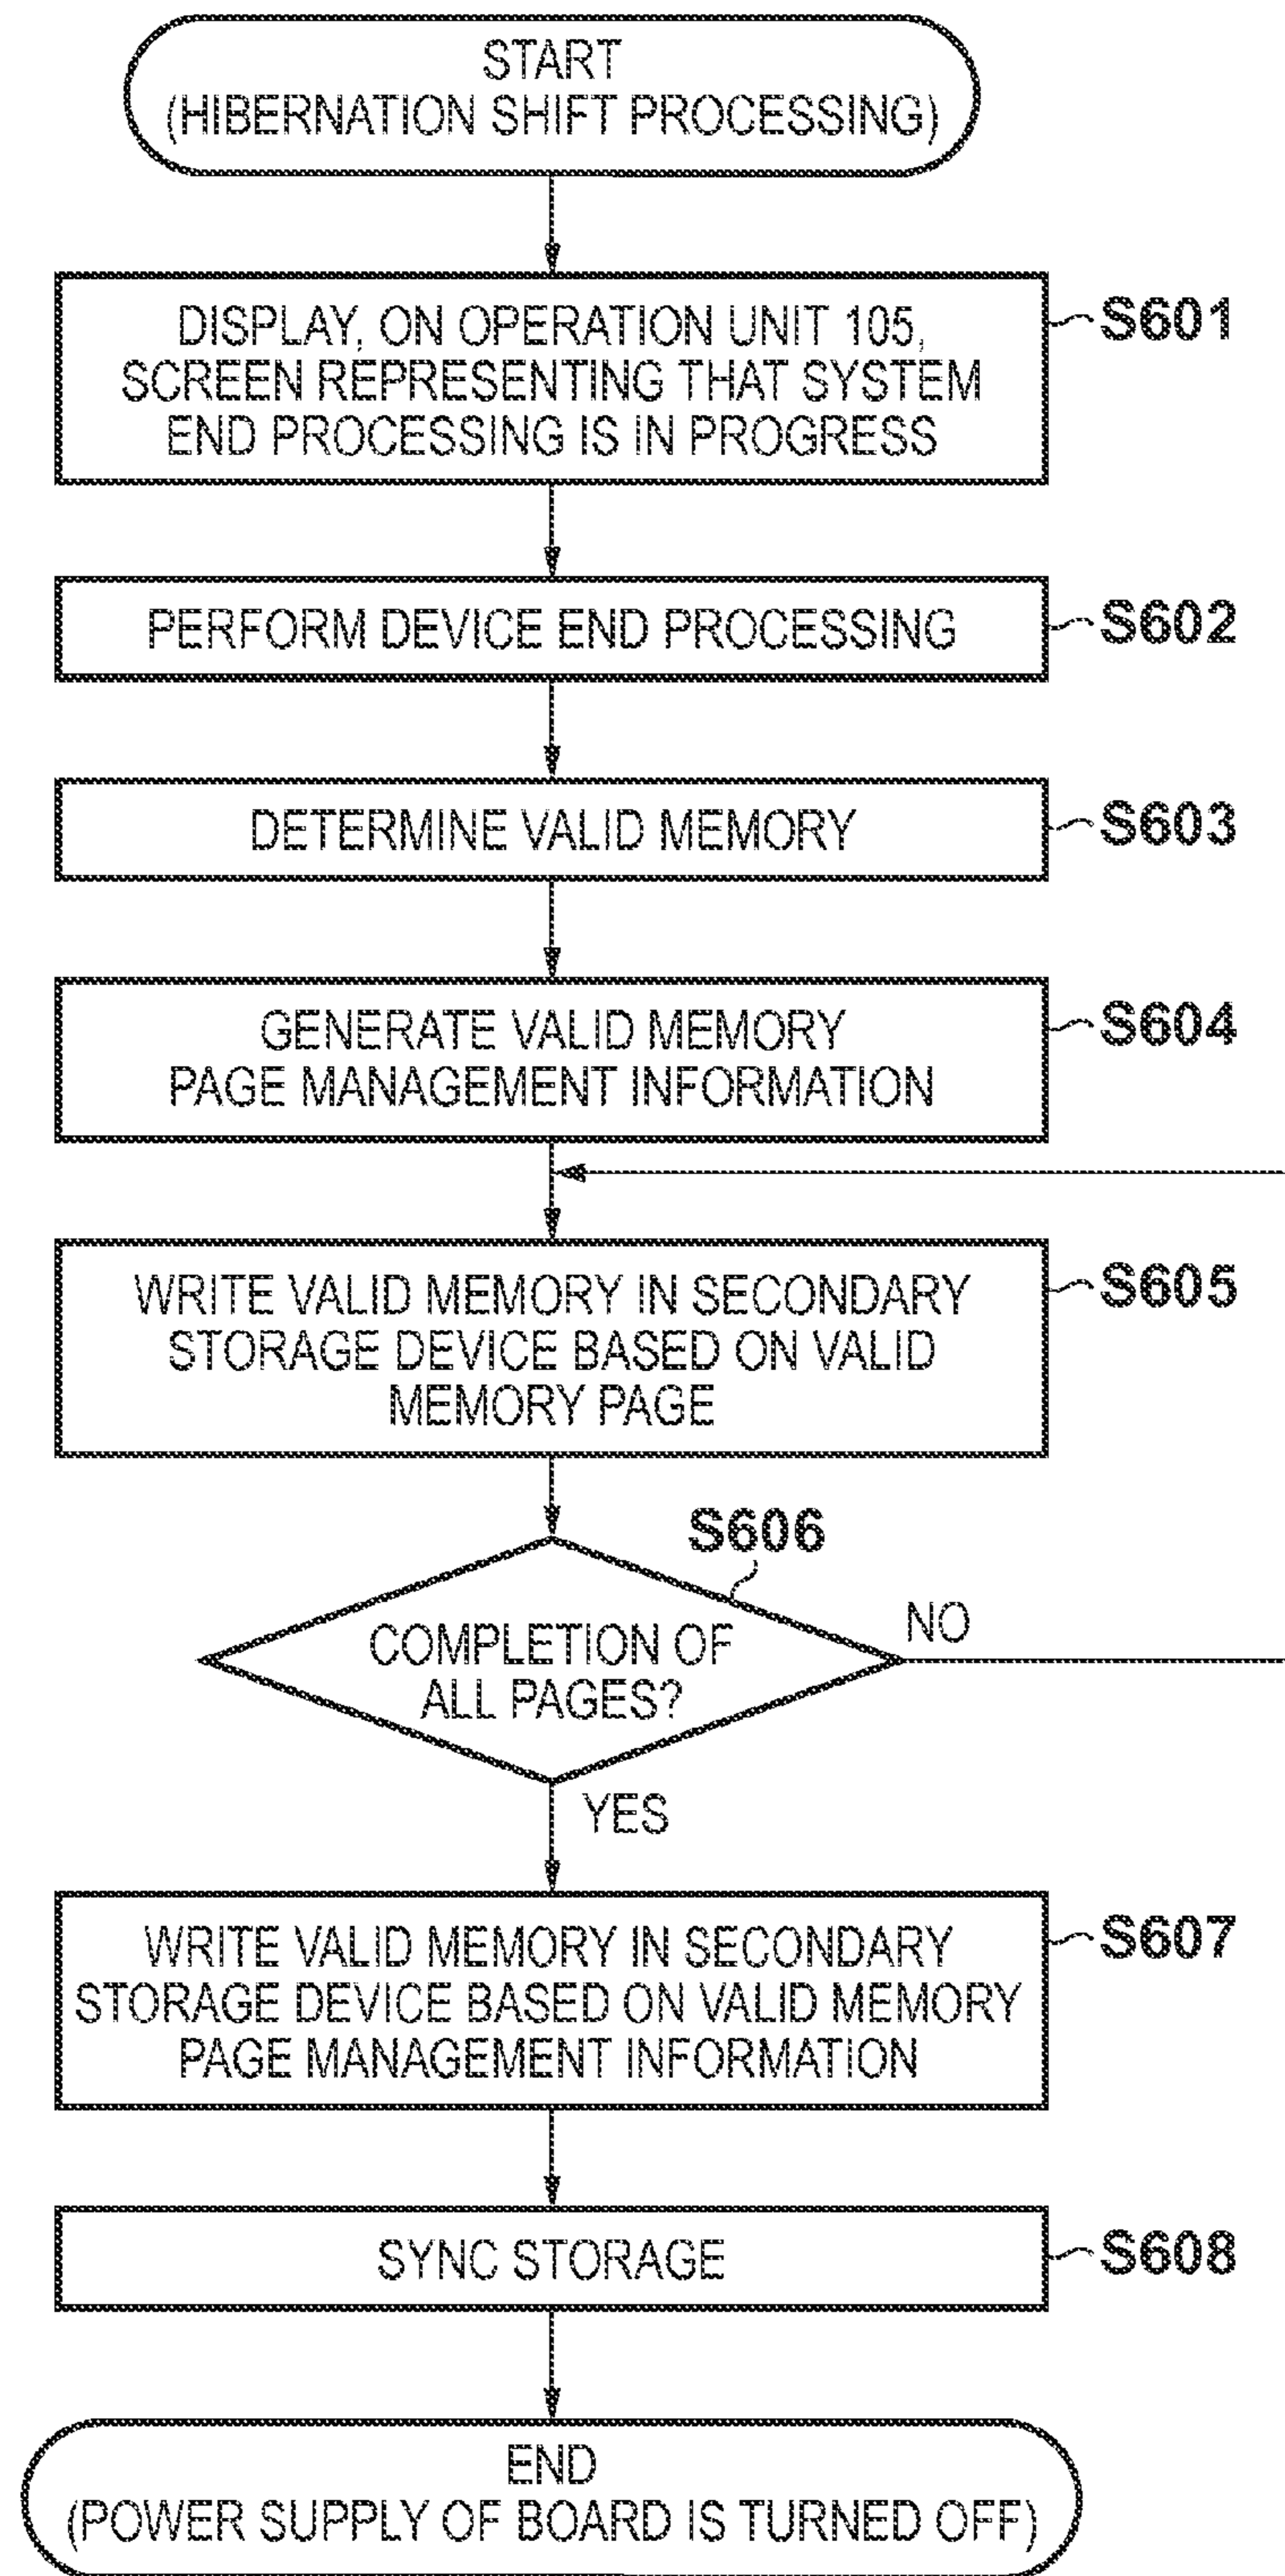 START
(HIBERNATION SHIFT PROCESSING)
DISPLAY, ON OPERATION UNIT 105,
SCREEN REPRESENTING THAT SYSTEM
END PROCESSING IS IN PROGRESS
S601
PERFORM DEVICE END PROCESSING
S602
DETERMINE VALID MEMORY
S603
GENERATE VALID MEMORY
PAGE MANAGEMENT INFORMATION
S604
WRITE VALID MEMORY IN SECONDARY
STORAGE DEVICE BASED ON VALID
MEMORY PAGE
S605
S606
COMPLETION OF
ALL PAGES?
NO
YES
WRITE VALID MEMORY IN SECONDARY
STORAGE DEVICE BASED ON VALID MEMORY
PAGE MANAGEMENT INFORMATION
S607
SYNC STORAGE
S608
END
(POWER SUPPLY OF BOARD IS TURNED OFF)